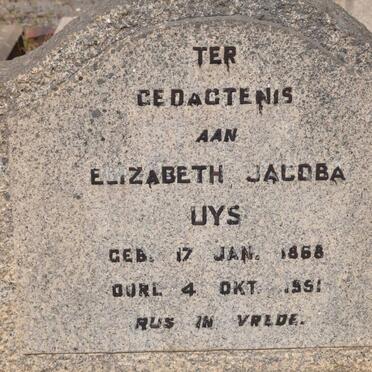 TER
GEDAGTENIS
AAN
ELIZABETH JACOBA
UYS
GEB. 17 JAN. 1868
OORL 4 OKT. 1951
RUS IN VREDE.